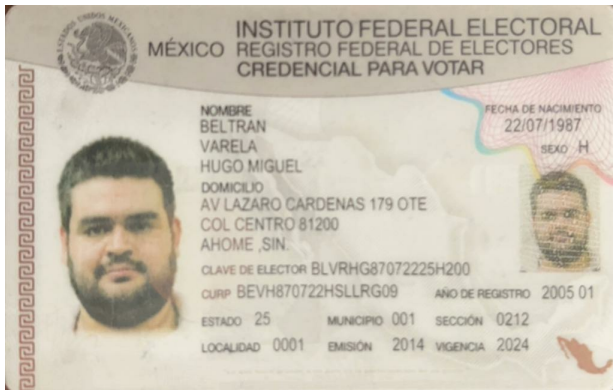 ESTADOS UNIDOS MEXICANOS
MÉXICO
INSTITUTO FEDERAL ELECTORAL
REGISTRO FEDERAL DE ELECTORES
CREDENCIAL PARA VOTAR
NOMBRE
BELTRAN
VARELA
HUGO MIGUEL
FECHA DE NACIMIENTO
22/07/1987
SEXO H
DOMICILIO
AV LAZARO CARDENAS 179 OTE
COL CENTRO 81200
AHOME ,SIN.
CLAVE DE ELECTOR BLVRHG87072225H200
CURP BEVH870722HSLLRG09 AÑO DE REGISTRO 2005 01
ESTADO 25 MUNICIPIO 001 SECCIÓN 0212
LOCALIDAD 0001 EMISIÓN 2014 VIGENCIA 2024